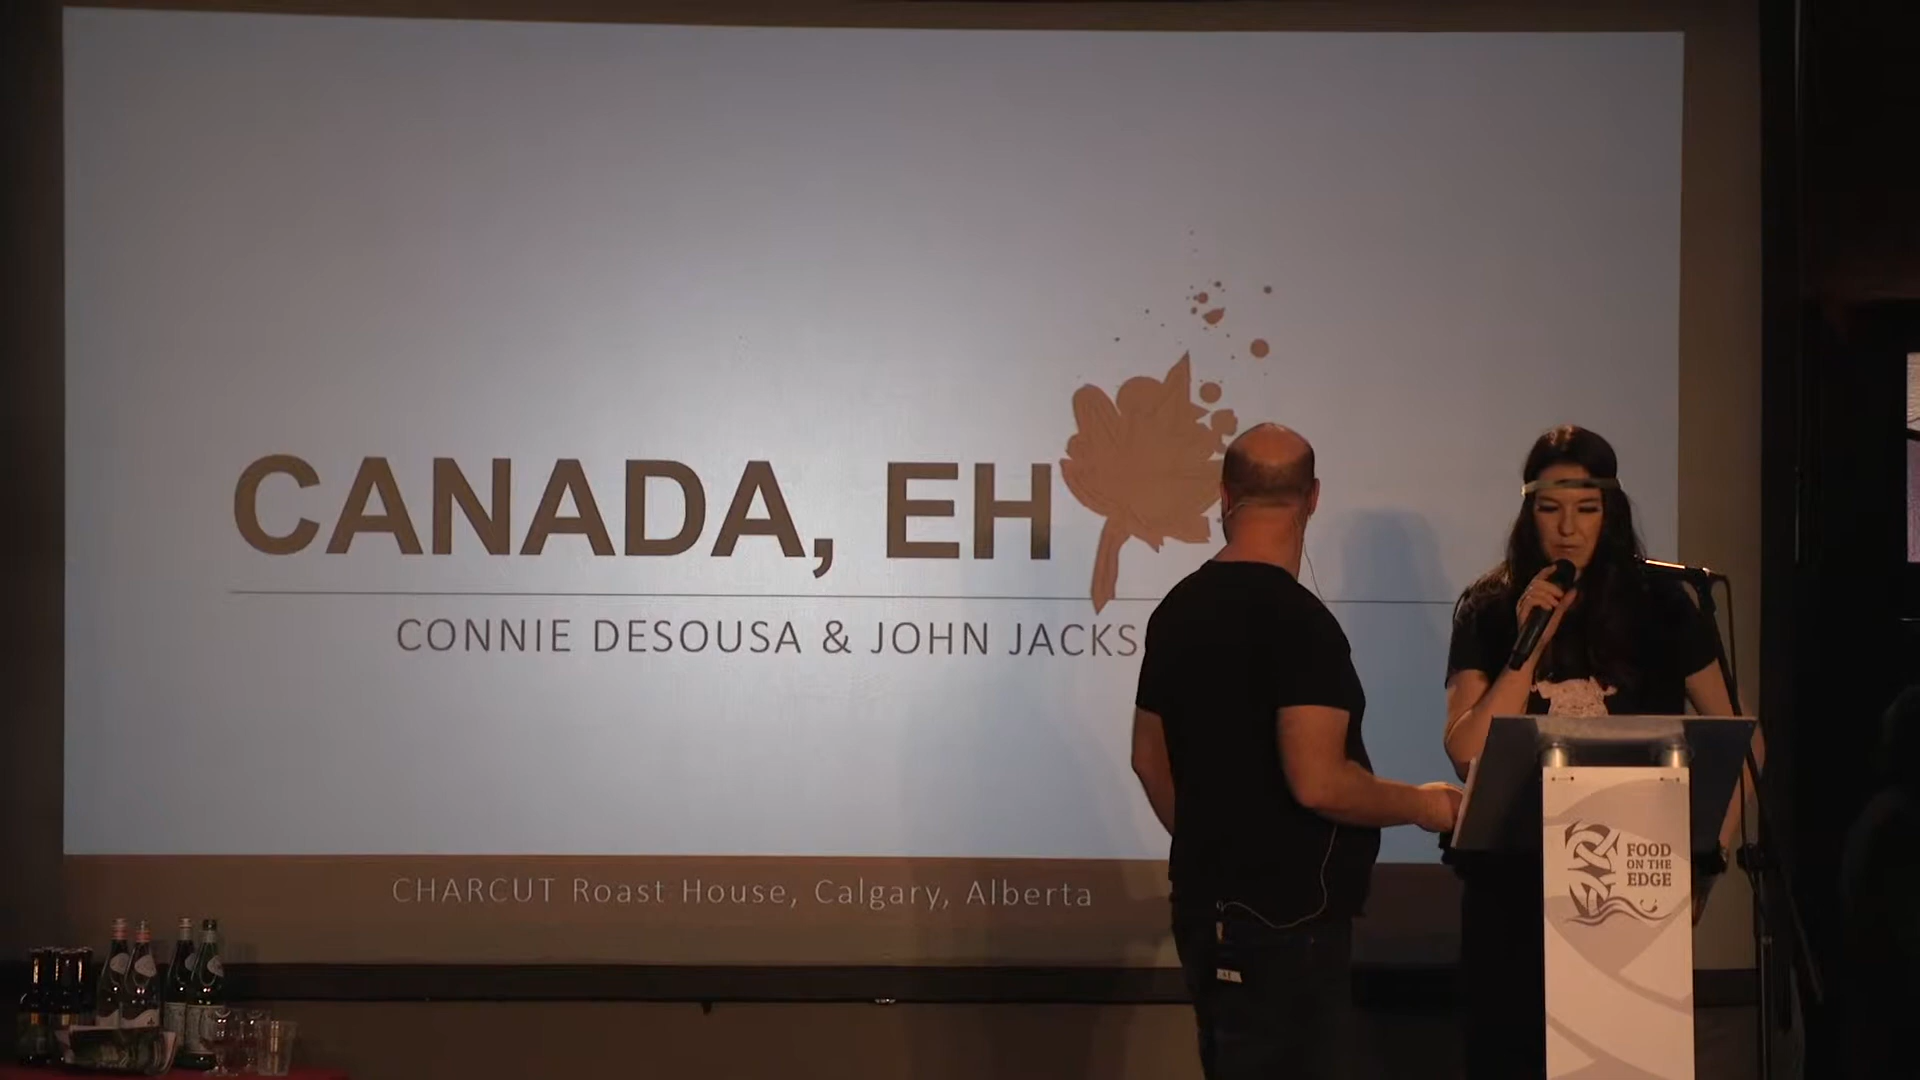 CANADA, EH
CONNIE DESOUSA & JOHN JACKS
CHARCUT Roast House, Calgary, Alberta
FOOD
ON THE
EDGE